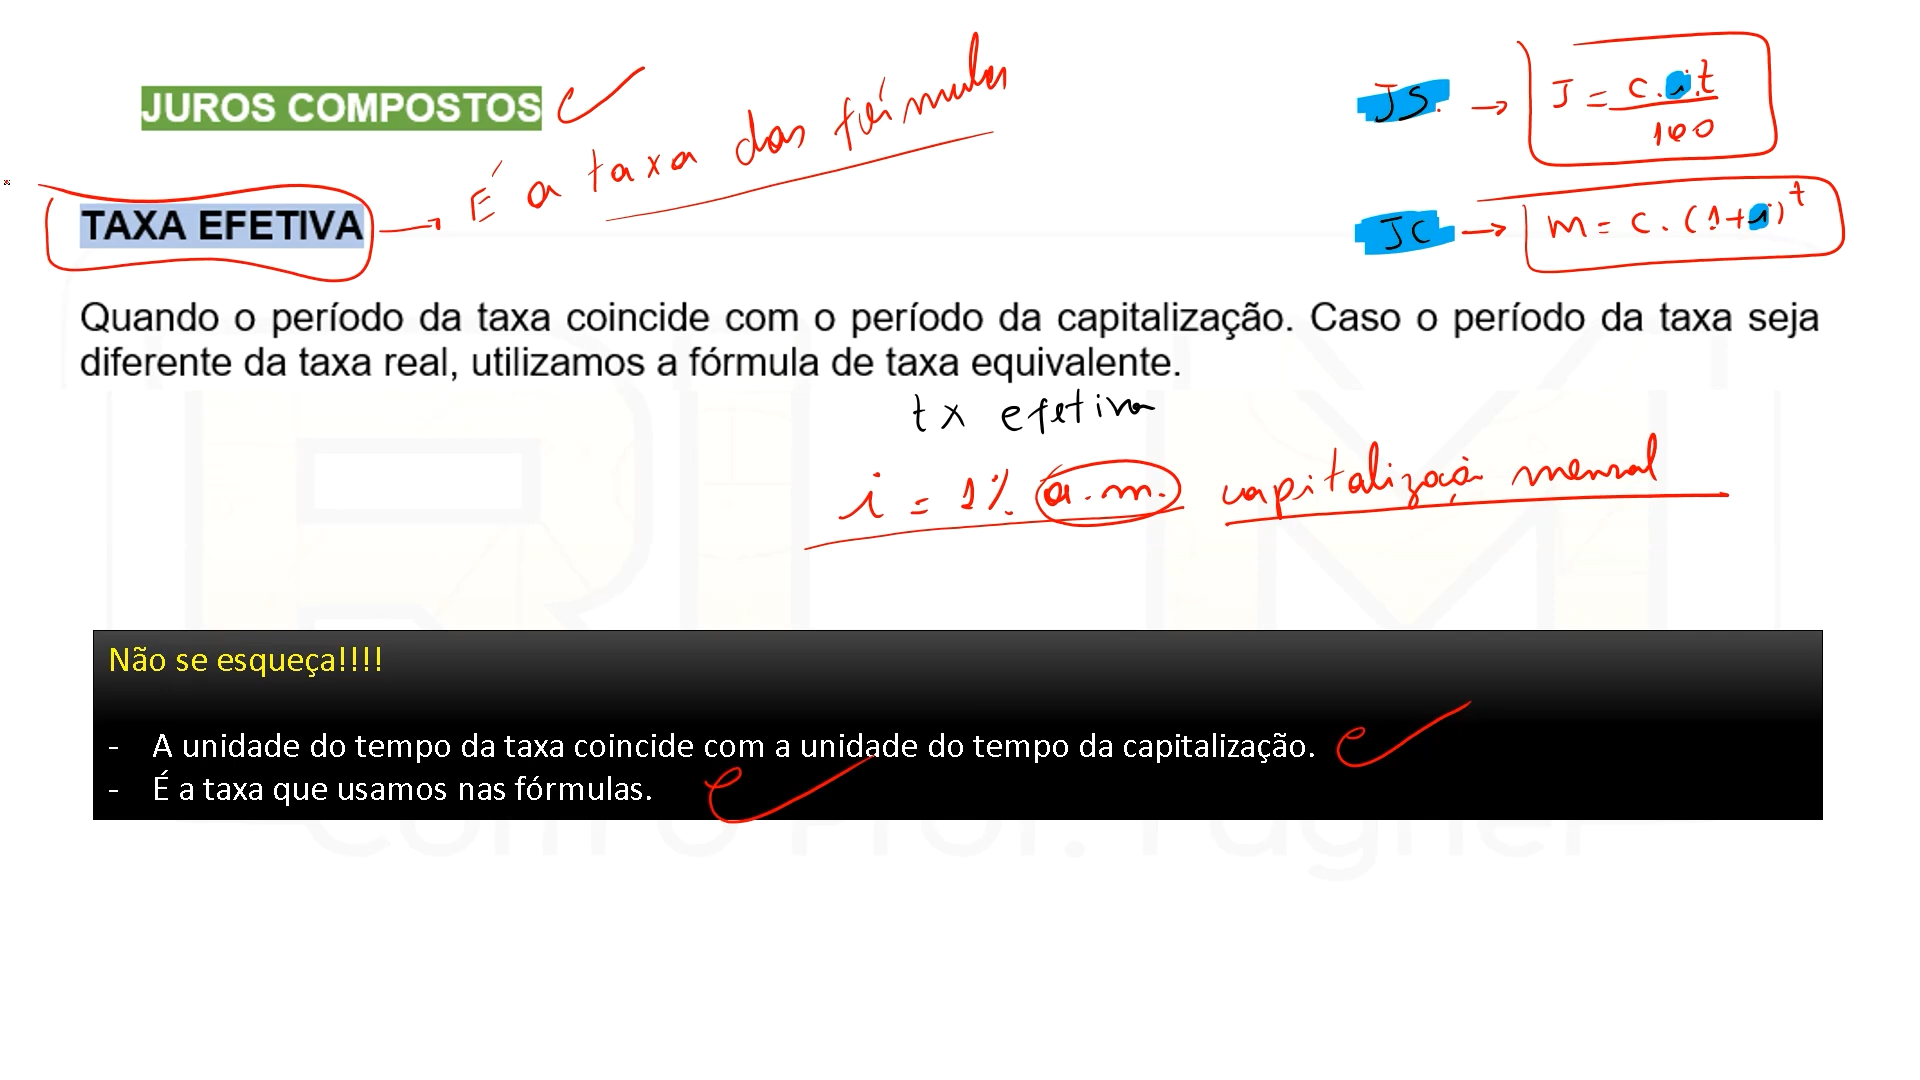 JUROS COMPOSTOS
TAXA EFETIVA
É a taxa das fórmulas
JS. → J = C.i.t
100
JC → m = C.(1+i)^t
Quando o período da taxa coincide com o período da capitalização. Caso o período da taxa seja
diferente da taxa real, utilizamos a fórmula de taxa equivalente.
tx efetiva
i = 1% a.m. capitalização mensal
Não se esqueça!!!!
- A unidade do tempo da taxa coincide com a unidade do tempo da capitalização.
- É a taxa que usamos nas fórmulas.